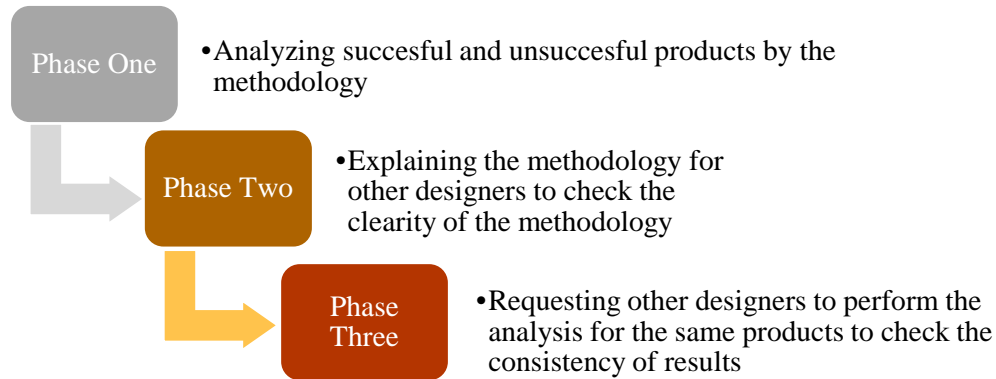 Phase One
•Analyzing succesful and unsuccesful products by the
methodology
Phase Two
•Explaining the methodology for
other designers to check the
clearity of the methodology
Phase
Three
•Requesting other designers to perform the
analysis for the same products to check the
consistency of results